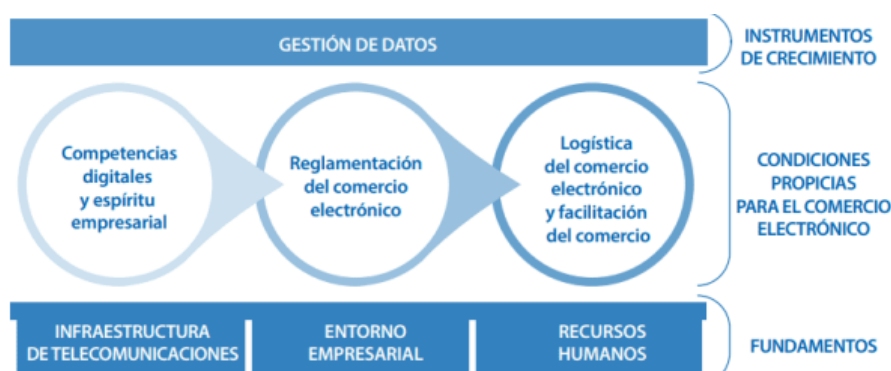 GESTIÓN DE DATOS
INSTRUMENTOS
DE CRECIMIENTO
Competencias
digitales
y espíritu
empresarial
Reglamentación
del comercio
electrónico
Logística
del comercio
electrónico
y facilitación
del comercio
CONDICIONES
PROPICIAS
PARA EL COMERCIO
ELECTRÓNICO
INFRAESTRUCTURA
DE TELECOMUNICACIONES
ENTORNO
EMPRESARIAL
RECURSOS
HUMANOS
FUNDAMENTOS